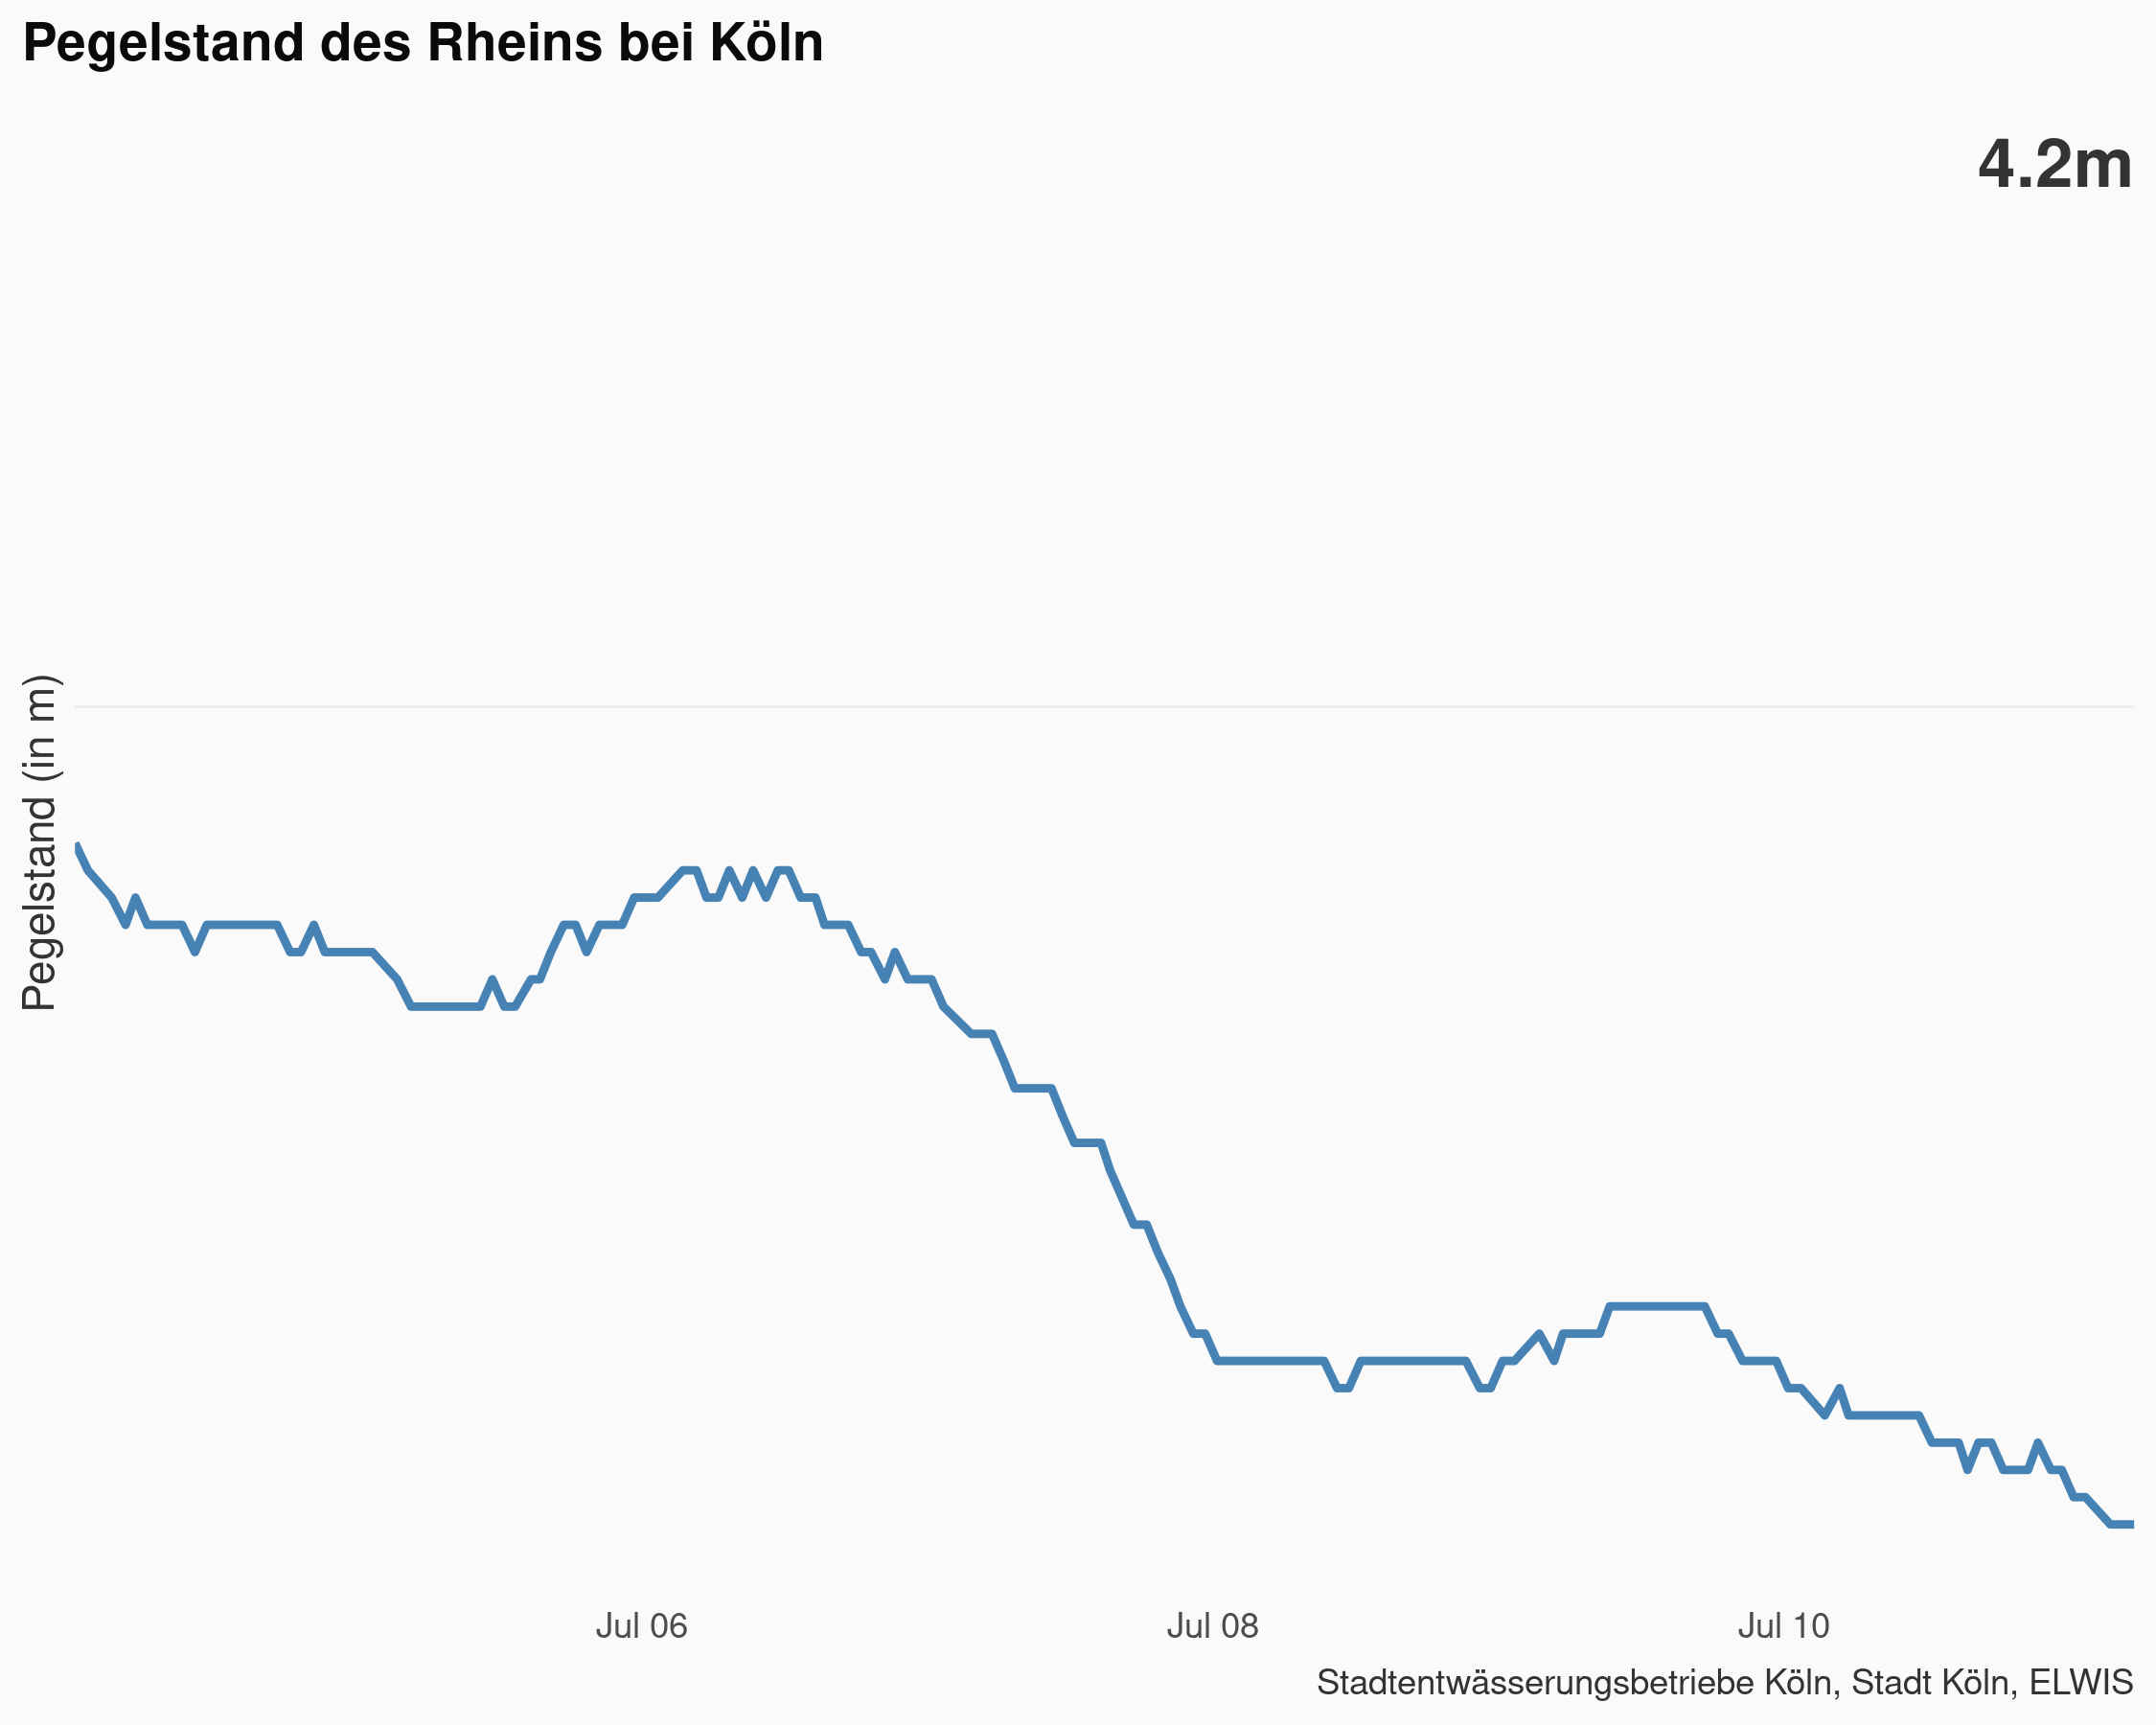 Pegelstand des Rheins bei Köln
4.2m
Pegelstand (in m)
Jul 06
Jul 08
Jul 10
Stadtentwässerungsbetriebe Köln, Stadt Köln, ELWIS